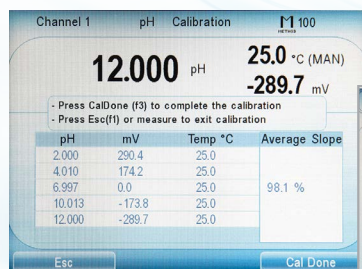 Channel 1 pH Calibration M 100
METHOD
12.000 pH 25.0 °C (MAN)
-289.7 mV
- Press CalDone (f3) to complete the calibration
- Press Esc(f1) or measure to exit calibration
pH mV Temp °C Average Slope
2.000 290.4 25.0
4.010 174.2 25.0
6.997 0.0 25.0 98.1 %
10.013 -173.8 25.0
12.000 -289.7 25.0
Esc Cal Done